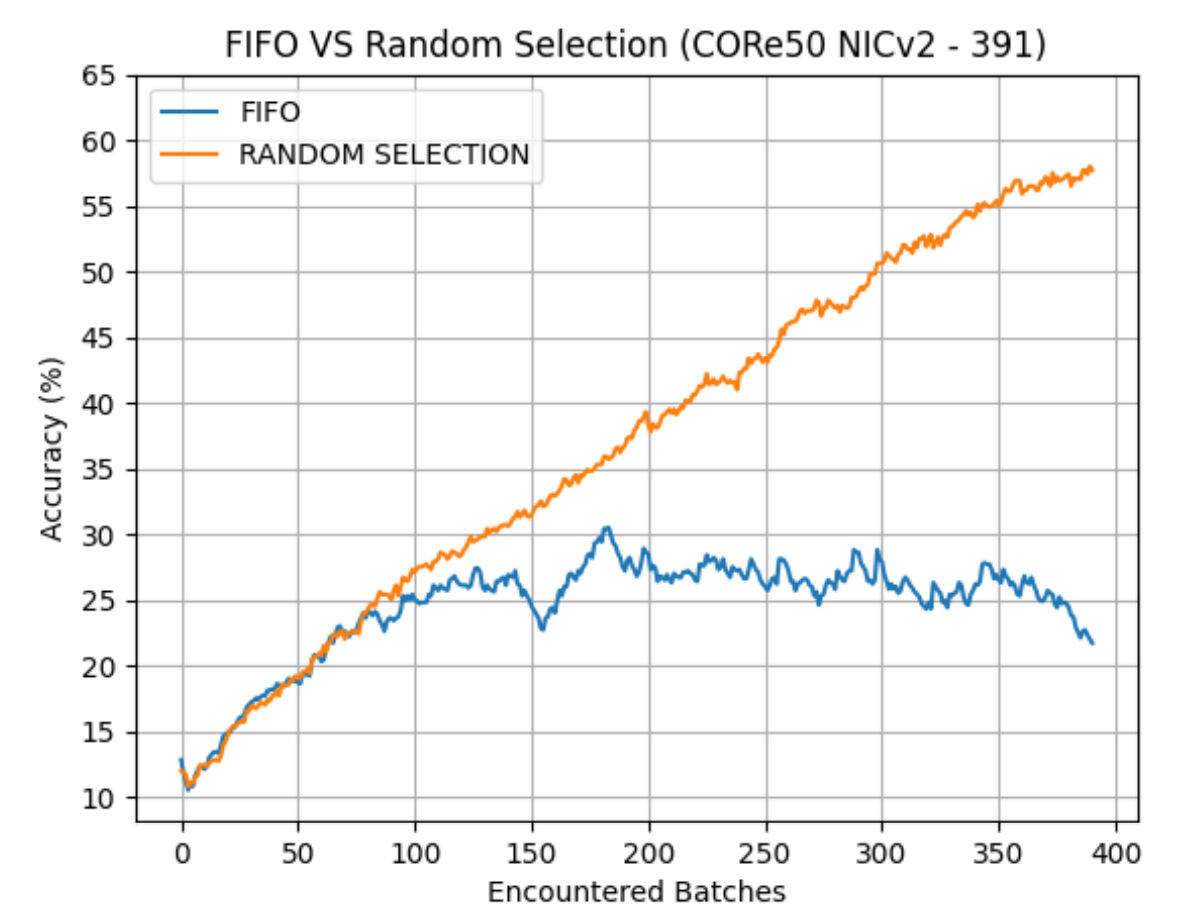 FIFO VS Random Selection (CORe50 NICv2 - 391)
FIFO
RANDOM SELECTION
Accuracy (%)
65
60
55
50
45
40
35
30
25
20
15
10
0 50 100 150 200 250 300 350 400
Encountered Batches